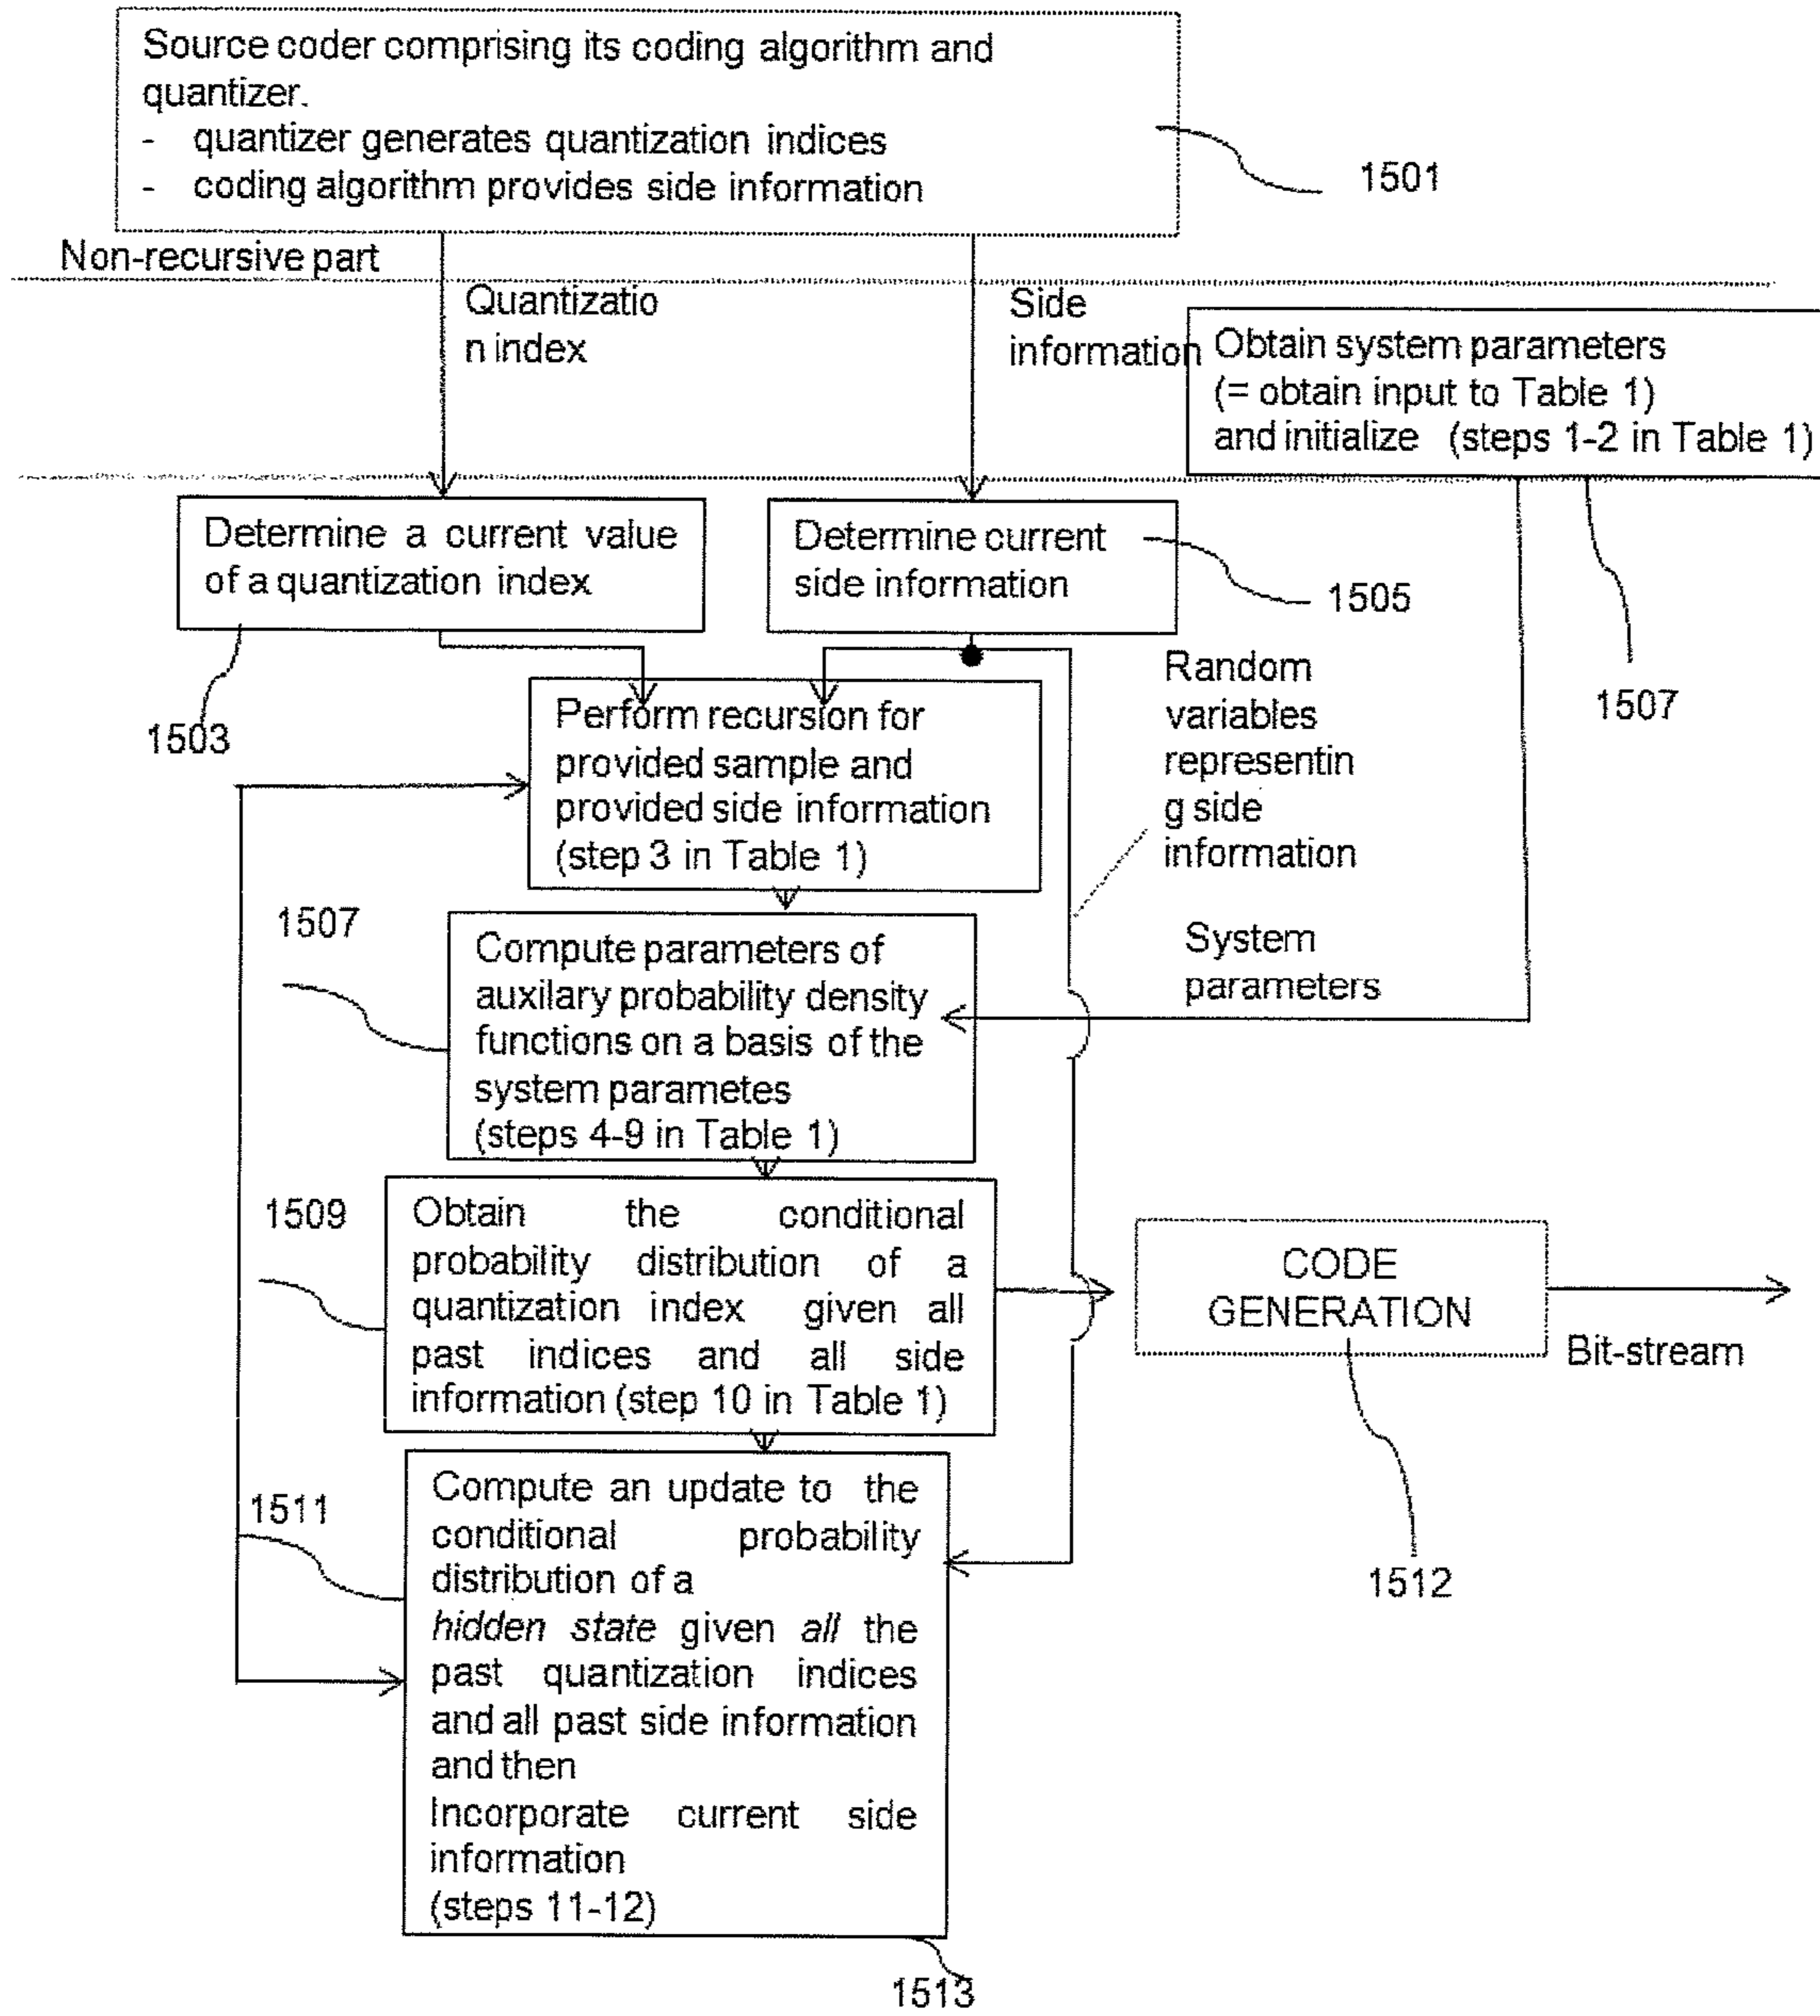 Source coder comprising its coding algorithm and
quantizer.
- quantizer generates quantization indices
- coding algorithm provides side information
1501
Non-recursive part
Quantizatio
n index
Side
information
Obtain system parameters
(= obtain input to Table 1)
and initialize (steps 1-2 in Table 1)
Determine a current value
of a quantization index
Determine current
side information
1505
1503
1507
Random
variables
representin
g side
information
Perform recursion for
provided sample and
provided side information
(step 3 in Table 1)
1507
Compute parameters of
auxilary probability density
functions on a basis of the
system parametes
(steps 4-9 in Table 1)
System
parameters
1509
Obtain the conditional
probability distribution of a
quantization index given all
past indices and all side
information (step 10 in Table 1)
CODE
GENERATION
Bit-stream
1512
1511
Compute an update to the
conditional probability
distribution of a
hidden state given all the
past quantization indices
and all past side information
and then
Incorporate current side
information
(steps 11-12)
1513